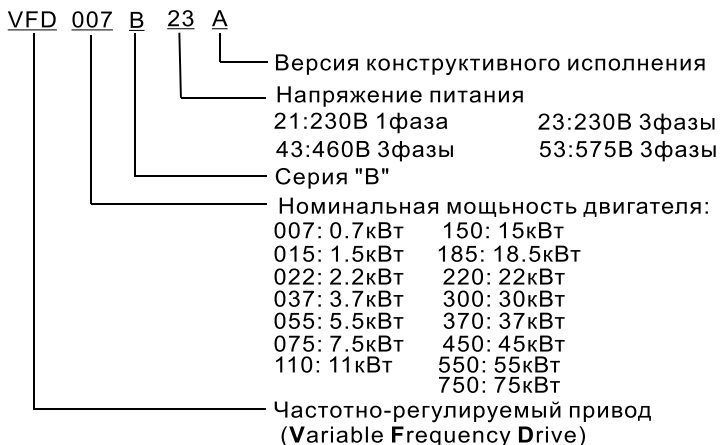 VFD 007 B 23 A
Версия конструктивного исполнения
Напряжение питания
21:230В 1фаза 23:230В 3фазы
43:460В 3фазы 53:575В 3фазы
Серия "В"
Номинальная мощьность двигателя:
007: 0.7кВт 150: 15кВт
015: 1.5кВт 185: 18.5кВт
022: 2.2кВт 220: 22кВт
037: 3.7кВт 300: 30кВт
055: 5.5кВт 370: 37кВт
075: 7.5кВт 450: 45кВт
110: 11кВт 550: 55кВт
750: 75кВт
Частотно-регулируемый привод
(Variable Frequency Drive)